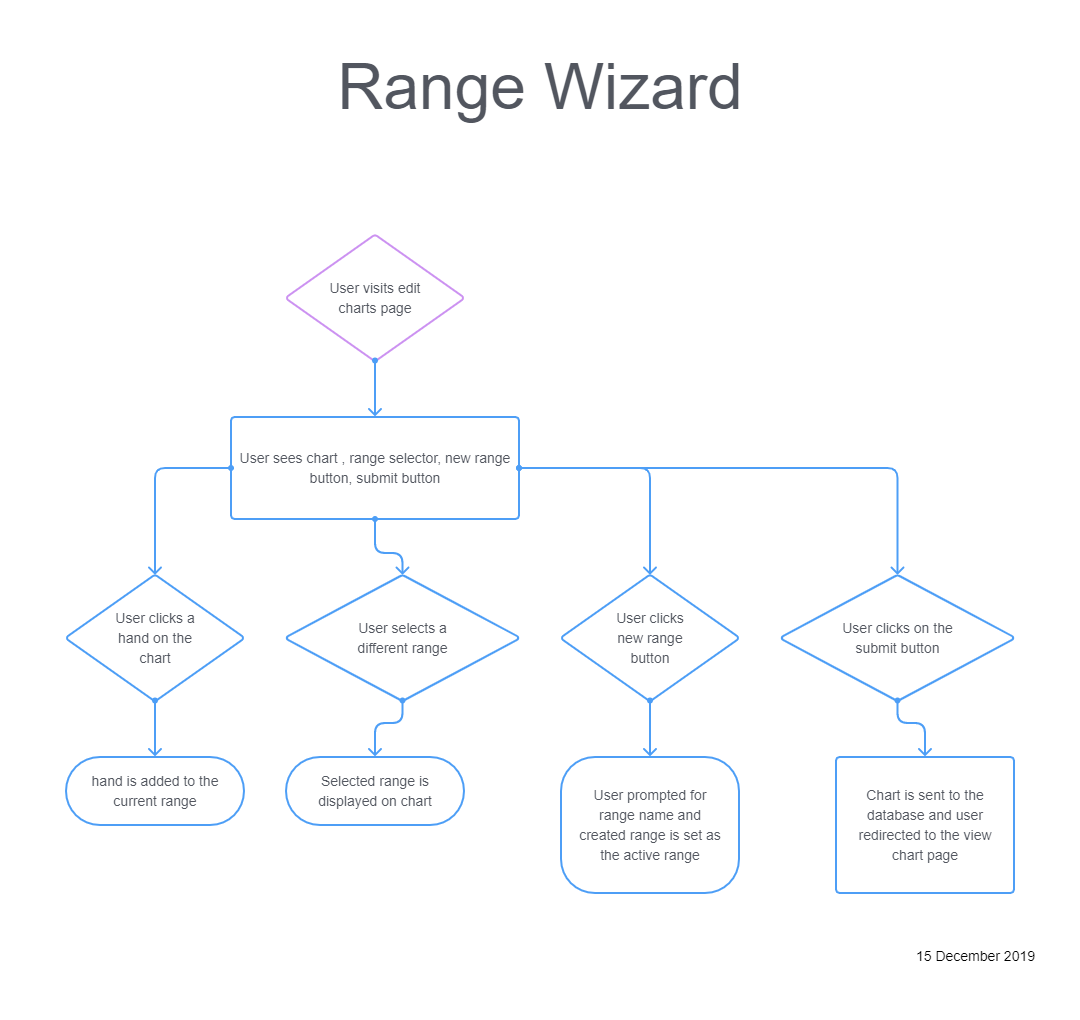 Range Wizard
User visits edit
charts page
User sees chart , range selector, new range
button, submit button
User clicks a
hand on the
chart
User selects a
different range
User clicks
new range
button
User clicks on the
submit button
hand is added to the
current range
Selected range is
displayed on chart
User prompted for
range name and
created range is set as
the active range
Chart is sent to the
database and user
redirected to the view
chart page
15 December 2019